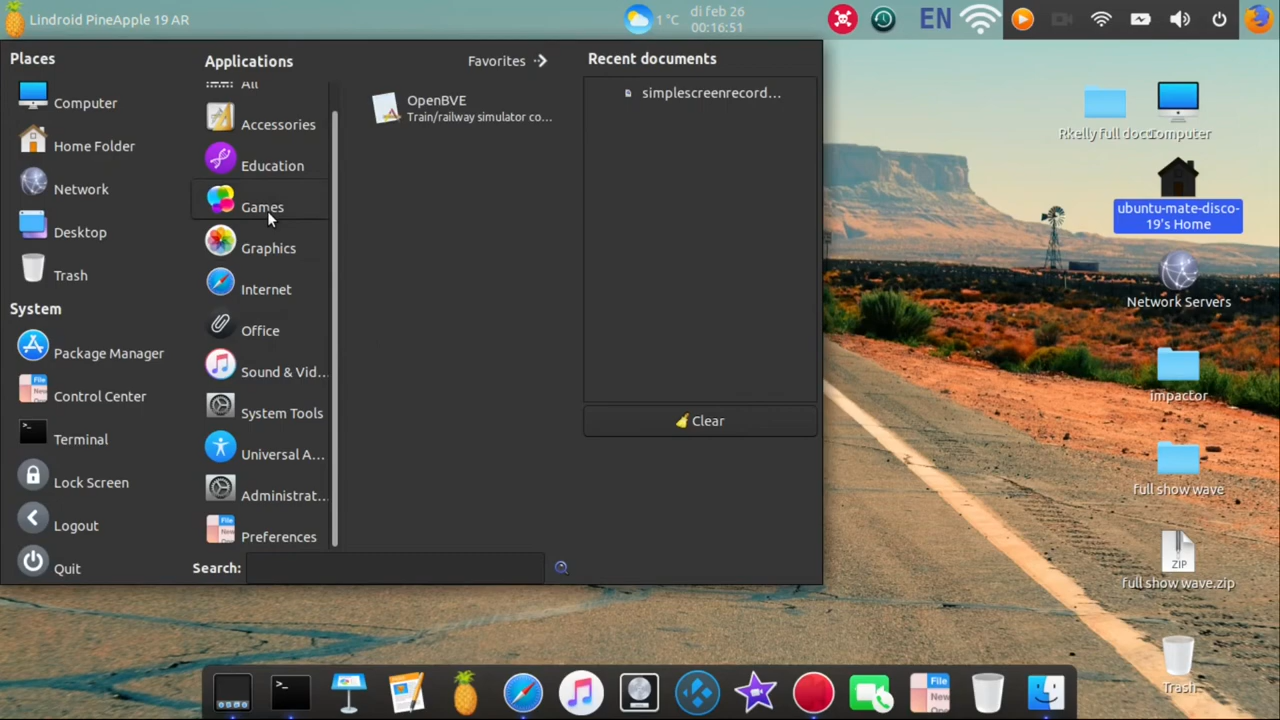 Lindroid PineApple 19 AR
1 °C
di feb 26
00:16:51
EN
Places
Computer
Home Folder
Network
Desktop
Trash
System
Package Manager
Control Center
Terminal
Lock Screen
Logout
Quit
Applications
All
Accessories
Education
Games
Graphics
Internet
Office
Sound & Vid...
System Tools
Universal A...
Administrat...
Preferences
Search:
Favorites
OpenBVE
Train/railway simulator co...
Recent documents
simplescreenrecord...
Clear
Computer
ubuntu-mate-disco-
19's Home
Network Servers
impactor
full show wave
ZIP
full show wave.zip
Trash
File